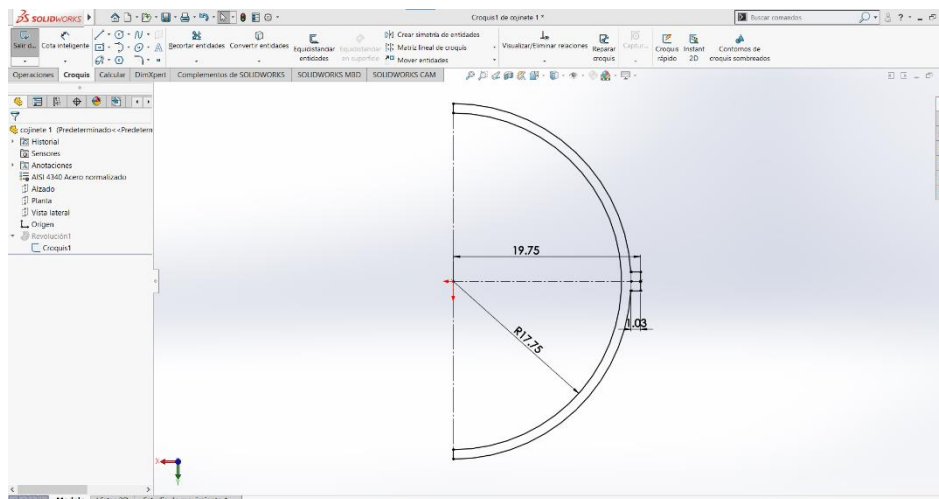 SOLIDWORKS
Croquis1 de cojinete 1 *
Buscar comandos
Cota inteligente
Recortar entidades
Convertir entidades
Equidistanciar entidades
Crear simetría de entidades
Matriz lineal de croquis
Mover entidades
Visualizar/Eliminar relaciones
Reparar croquis
Croquis rápido
Instant 2D
Contornos de croquis sombreados
Operaciones
Croquis
Calcular
DimXpert
Complementos de SOLIDWORKS
SOLIDWORKS MBD
SOLIDWORKS CAM
cojinete 1 (Predeterminado<<Predeterm
Historial
Sensores
Anotaciones
AISI 4340 Acero normalizado
Alzado
Planta
Vista lateral
Origen
Revolución1
Croquis1
19.75
R17.75
1.03
X
Y